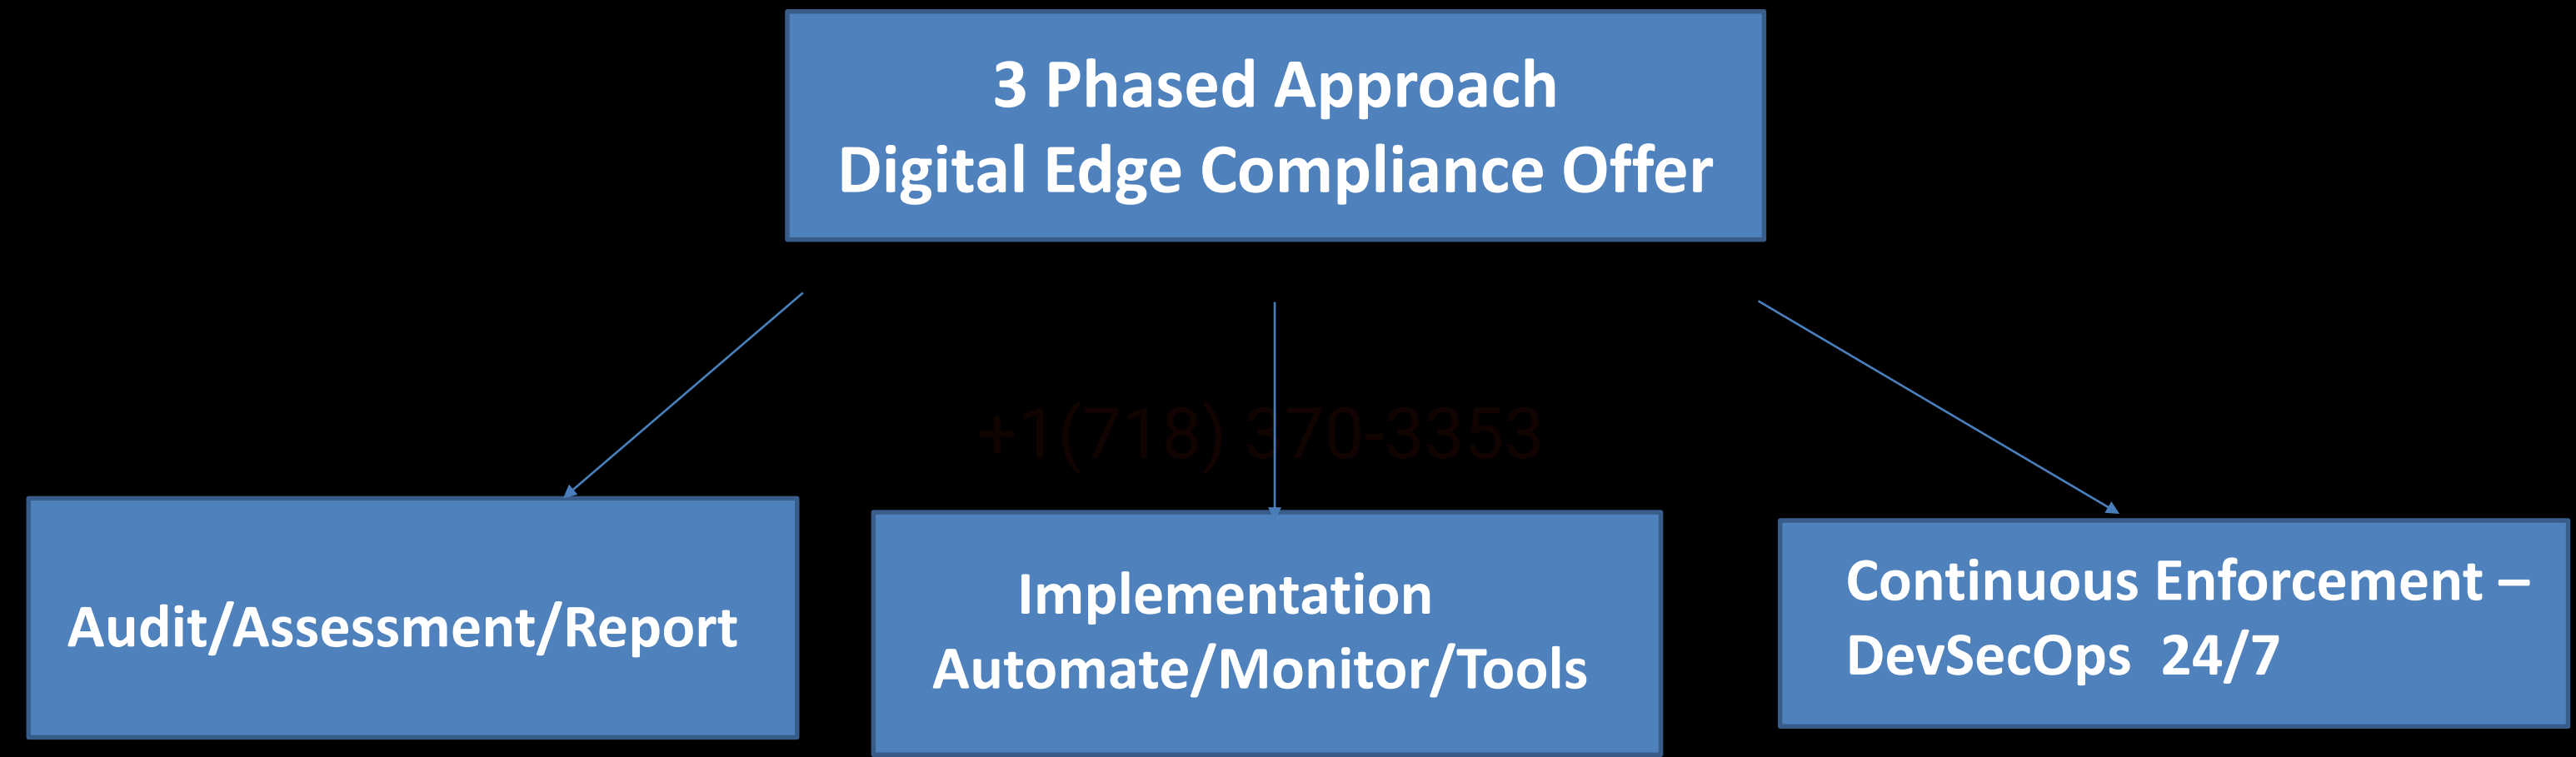 3 Phased Approach
Digital Edge Compliance Offer
+1(718) 370-3353
Audit/Assessment/Report
Implementation
Automate/Monitor/Tools
Continuous Enforcement –
DevSecOps 24/7